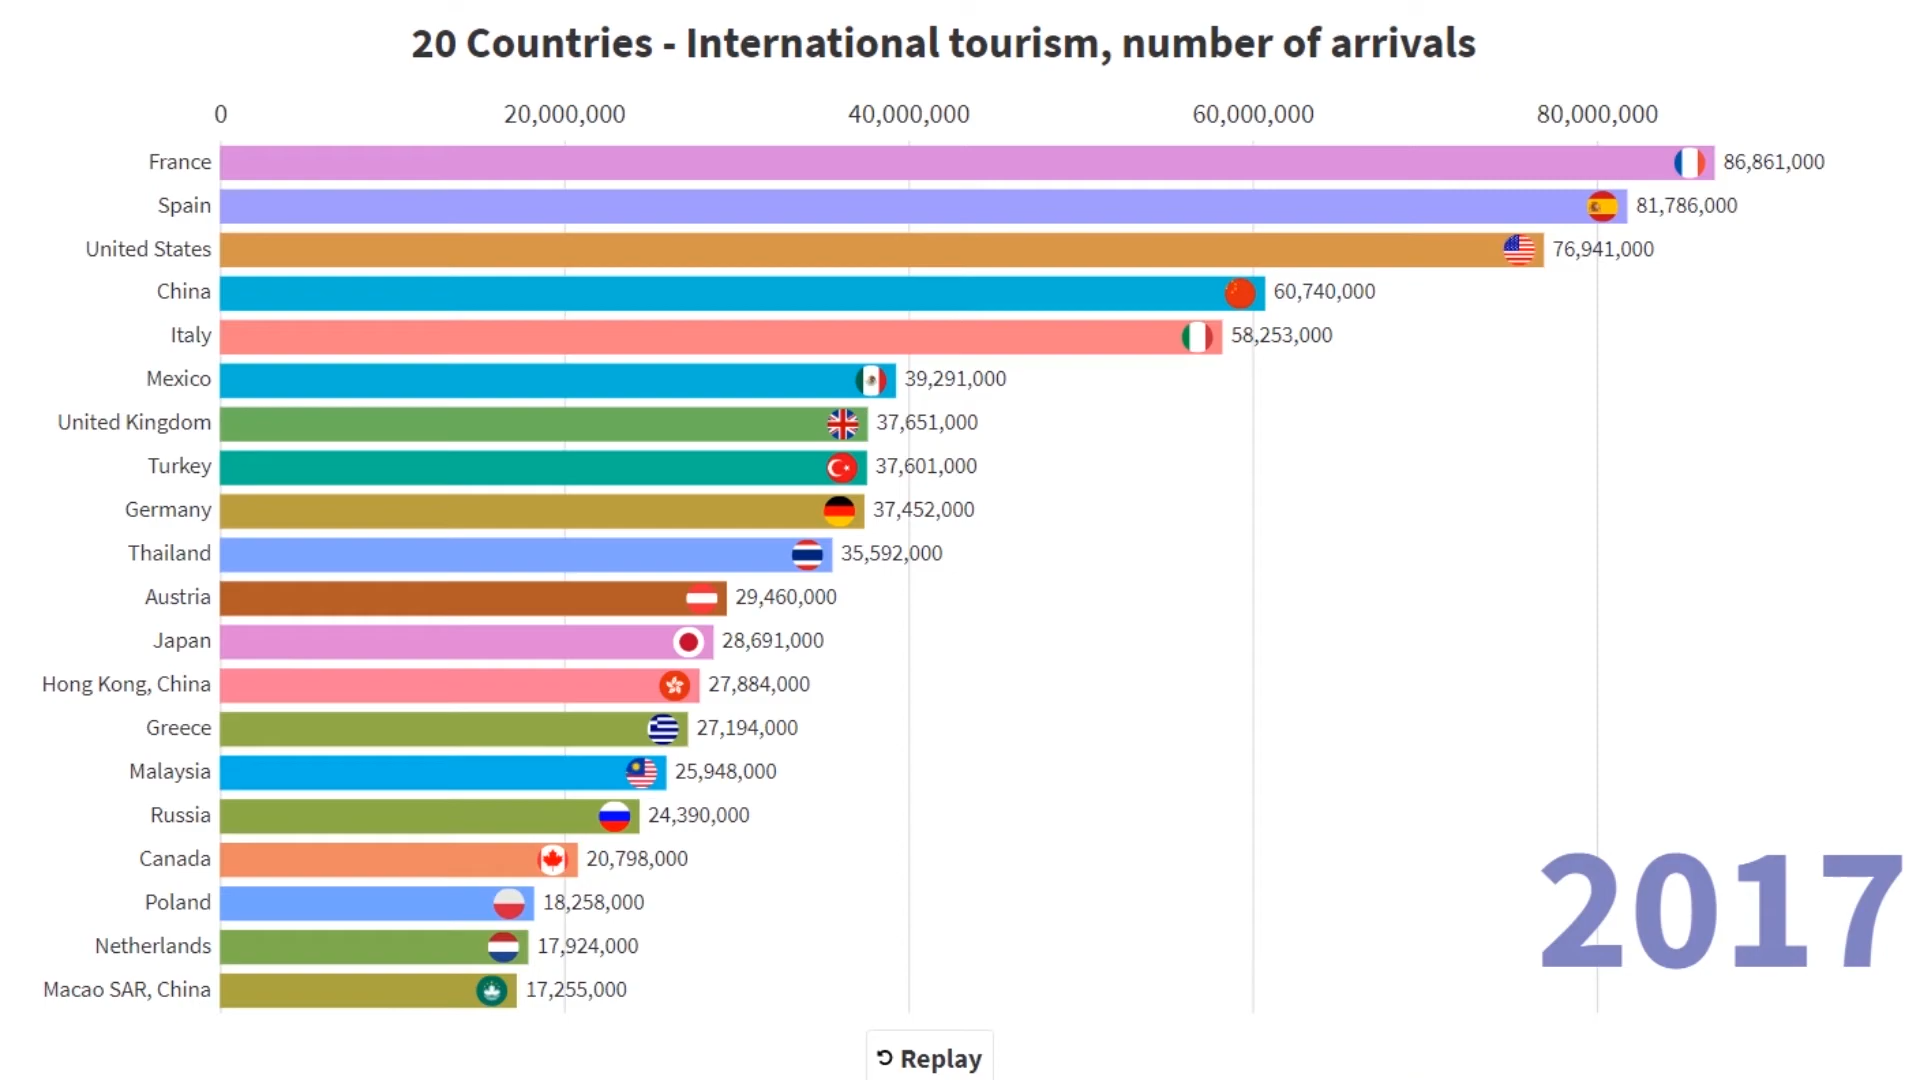 20 Countries - International tourism, number of arrivals
0 20,000,000 40,000,000 60,000,000 80,000,000
France 86,861,000
Spain 81,786,000
United States 76,941,000
China 60,740,000
Italy 58,253,000
Mexico 39,291,000
United Kingdom 37,651,000
Turkey 37,601,000
Germany 37,452,000
Thailand 35,592,000
Austria 29,460,000
Japan 28,691,000
Hong Kong, China 27,884,000
Greece 27,194,000
Malaysia 25,948,000
Russia 24,390,000
Canada 20,798,000
Poland 18,258,000
Netherlands 17,924,000
Macao SAR, China 17,255,000
2017
Replay